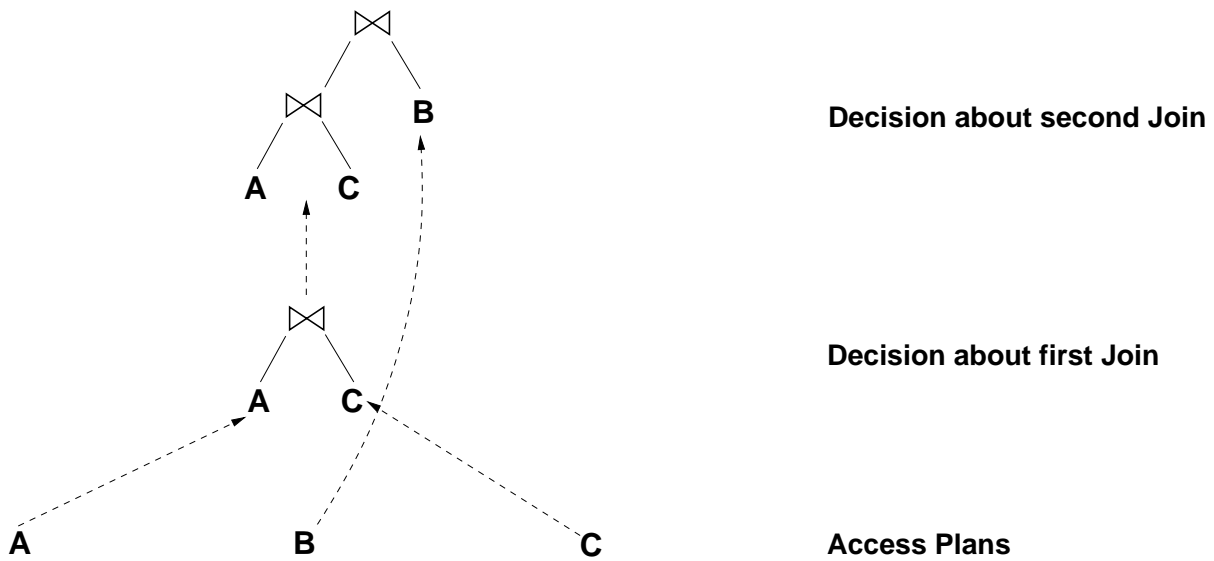 ⋈
⋈ B Decision about second Join
A C
⋈
Decision about first Join
A C
A B C Access Plans